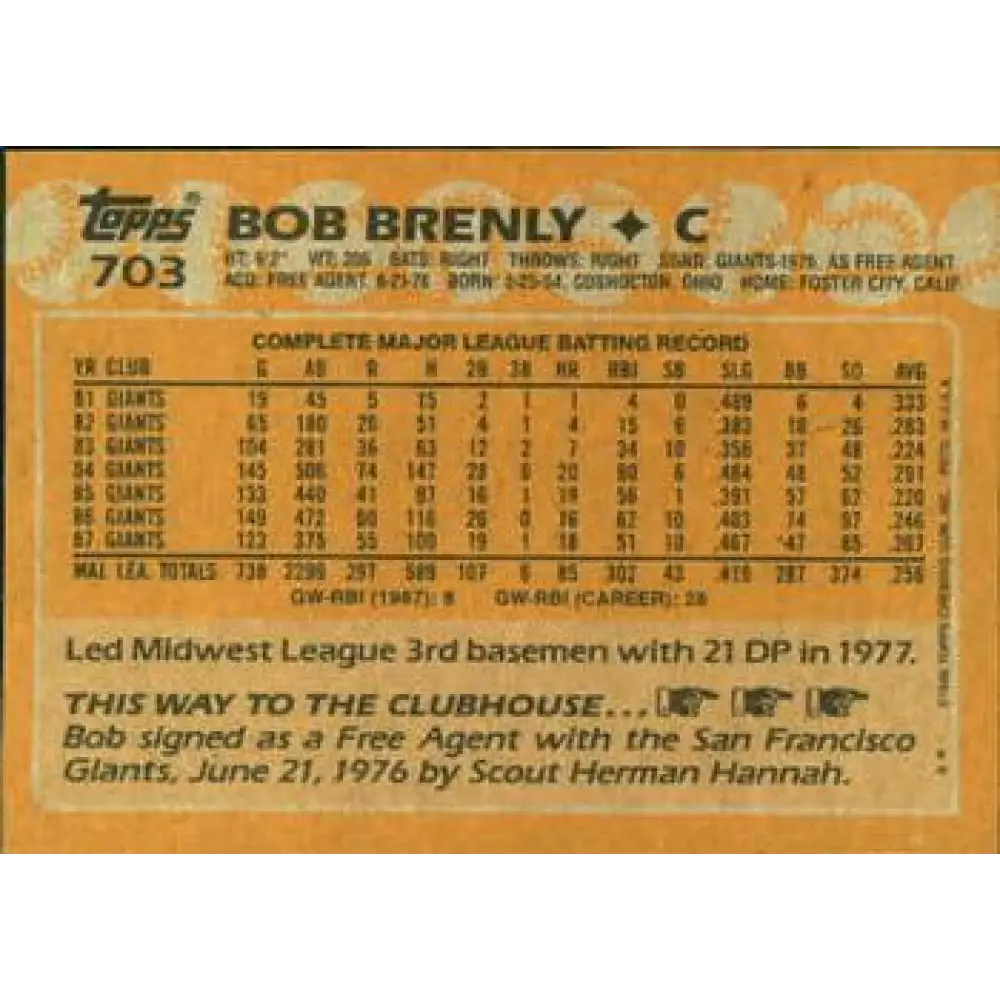 Topps BOB BRENLY ✦ C
703 HT: 6'2" WT: 205 BATS: RIGHT THROWS: RIGHT SIGND: GIANTS-1976, AS FREE AGENT
ACQ: FREE AGENT, 6-21-76 BORN: 2-25-54, COSHOCTON, OHIO HOME: FOSTER CITY, CALIF.
COMPLETE MAJOR LEAGUE BATTING RECORD
YR CLUB G AB R H 2B 3B HR RBI SB SLG BB SO AVG
81 GIANTS 19 45 5 15 2 1 1 4 0 .489 6 4 .333
82 GIANTS 65 180 26 51 4 1 4 15 6 .383 18 26 .283
83 GIANTS 104 281 36 63 12 2 7 34 10 .356 37 48 .224
84 GIANTS 145 506 74 147 28 0 20 80 6 .464 48 52 .291
85 GIANTS 133 440 41 97 16 1 19 56 1 .391 57 62 .220
86 GIANTS 149 472 60 116 26 0 16 62 10 .403 74 97 .246
87 GIANTS 123 375 55 100 19 1 18 51 10 .467 47 85 .267
MAJ. LEA. TOTALS 738 2299 297 589 107 6 85 302 43 .416 287 374 .256
GW-RBI (1987): 8 GW-RBI (CAREER): 28
Led Midwest League 3rd basemen with 21 DP in 1977.
THIS WAY TO THE CLUBHOUSE...
Bob signed as a Free Agent with the San Francisco
Giants, June 21, 1976 by Scout Herman Hannah.